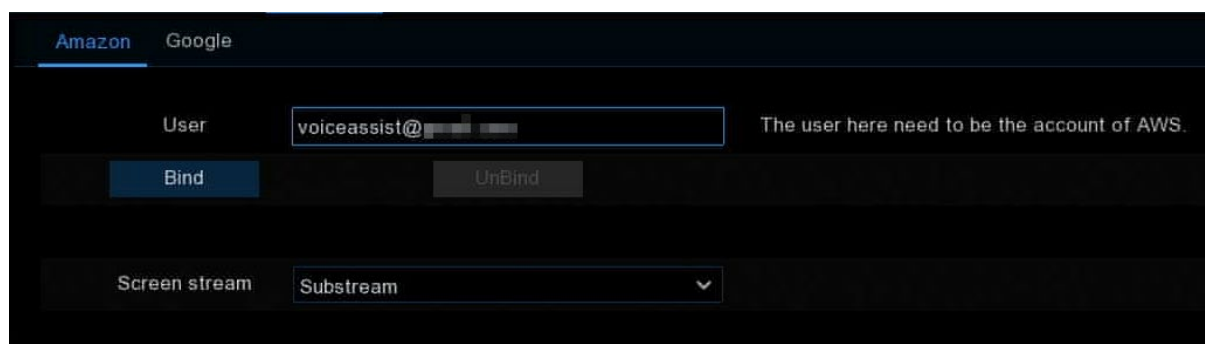 Amazon Google
User voiceassist@ The user here need to be the account of AWS.
Bind UnBind
Screen stream Substream